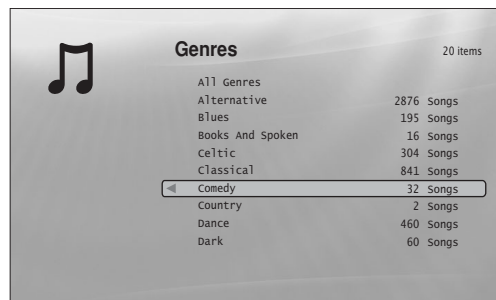 Genres 20 items
All Genres
Alternative 2876 Songs
Blues 195 Songs
Books And Spoken 16 Songs
Celtic 304 Songs
Classical 841 Songs
Comedy 32 Songs
Country 2 Songs
Dance 460 Songs
Dark 60 Songs